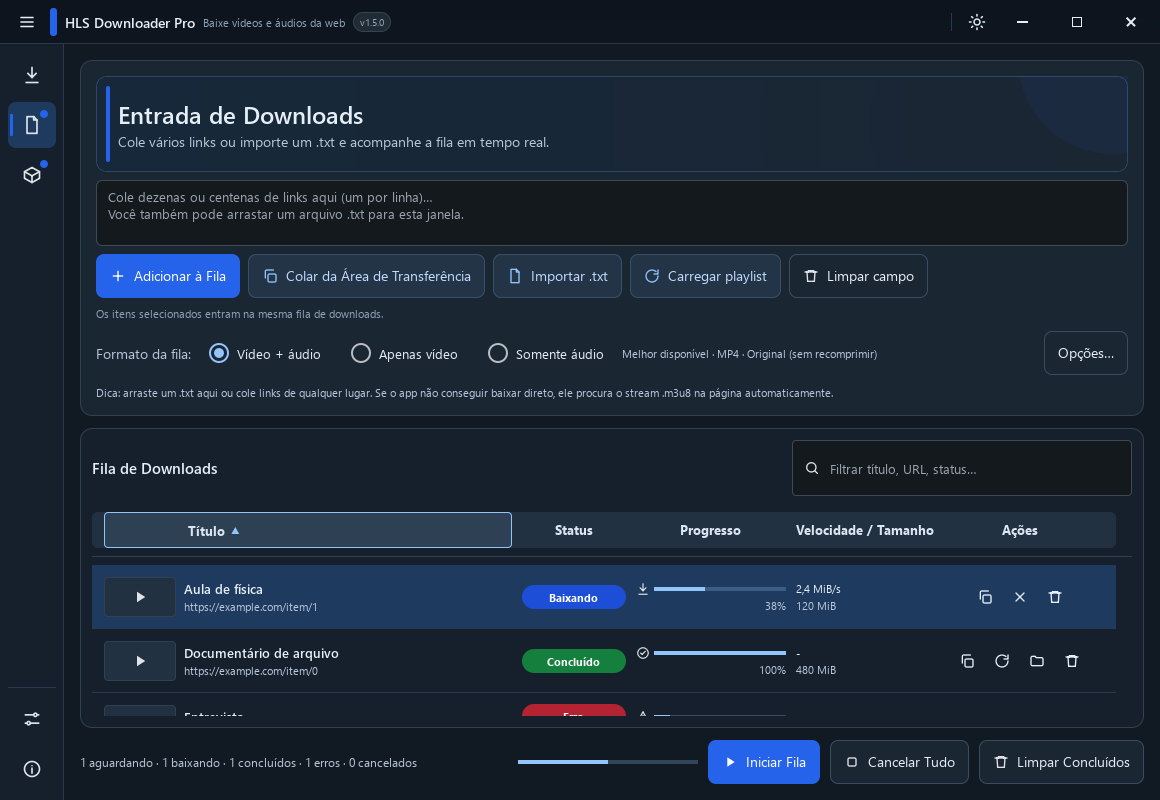 HLS Downloader Pro Baixe vídeos e áudios da web v1.5.0
Entrada de Downloads
Cole vários links ou importe um .txt e acompanhe a fila em tempo real.
Cole dezenas ou centenas de links aqui (um por linha)...
Você também pode arrastar um arquivo .txt para esta janela.
Adicionar à Fila Colar da Área de Transferência Importar .txt Carregar playlist Limpar campo
Os itens selecionados entram na mesma fila de downloads.
Formato da fila: Vídeo + áudio Apenas vídeo Somente áudio Melhor disponível · MP4 · Original (sem recomprimir) Opções...
Dica: arraste um .txt aqui ou cole links de qualquer lugar. Se o app não conseguir baixar direto, ele procura o stream .m3u8 na página automaticamente.
Fila de Downloads Filtrar título, URL, status...
Título Status Progresso Velocidade / Tamanho Ações
Aula de física Baixando 2,4 MiB/s
https://example.com/item/1 38% 120 MiB
Documentário de arquivo Concluído -
https://example.com/item/0 100% 480 MiB
Entrevista Erro
1 aguardando · 1 baixando · 1 concluídos · 1 erros · 0 cancelados Iniciar Fila Cancelar Tudo Limpar Concluídos